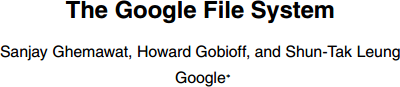 The Google File System
Sanjay Ghemawat, Howard Gobioff, and Shun-Tak Leung
Google*